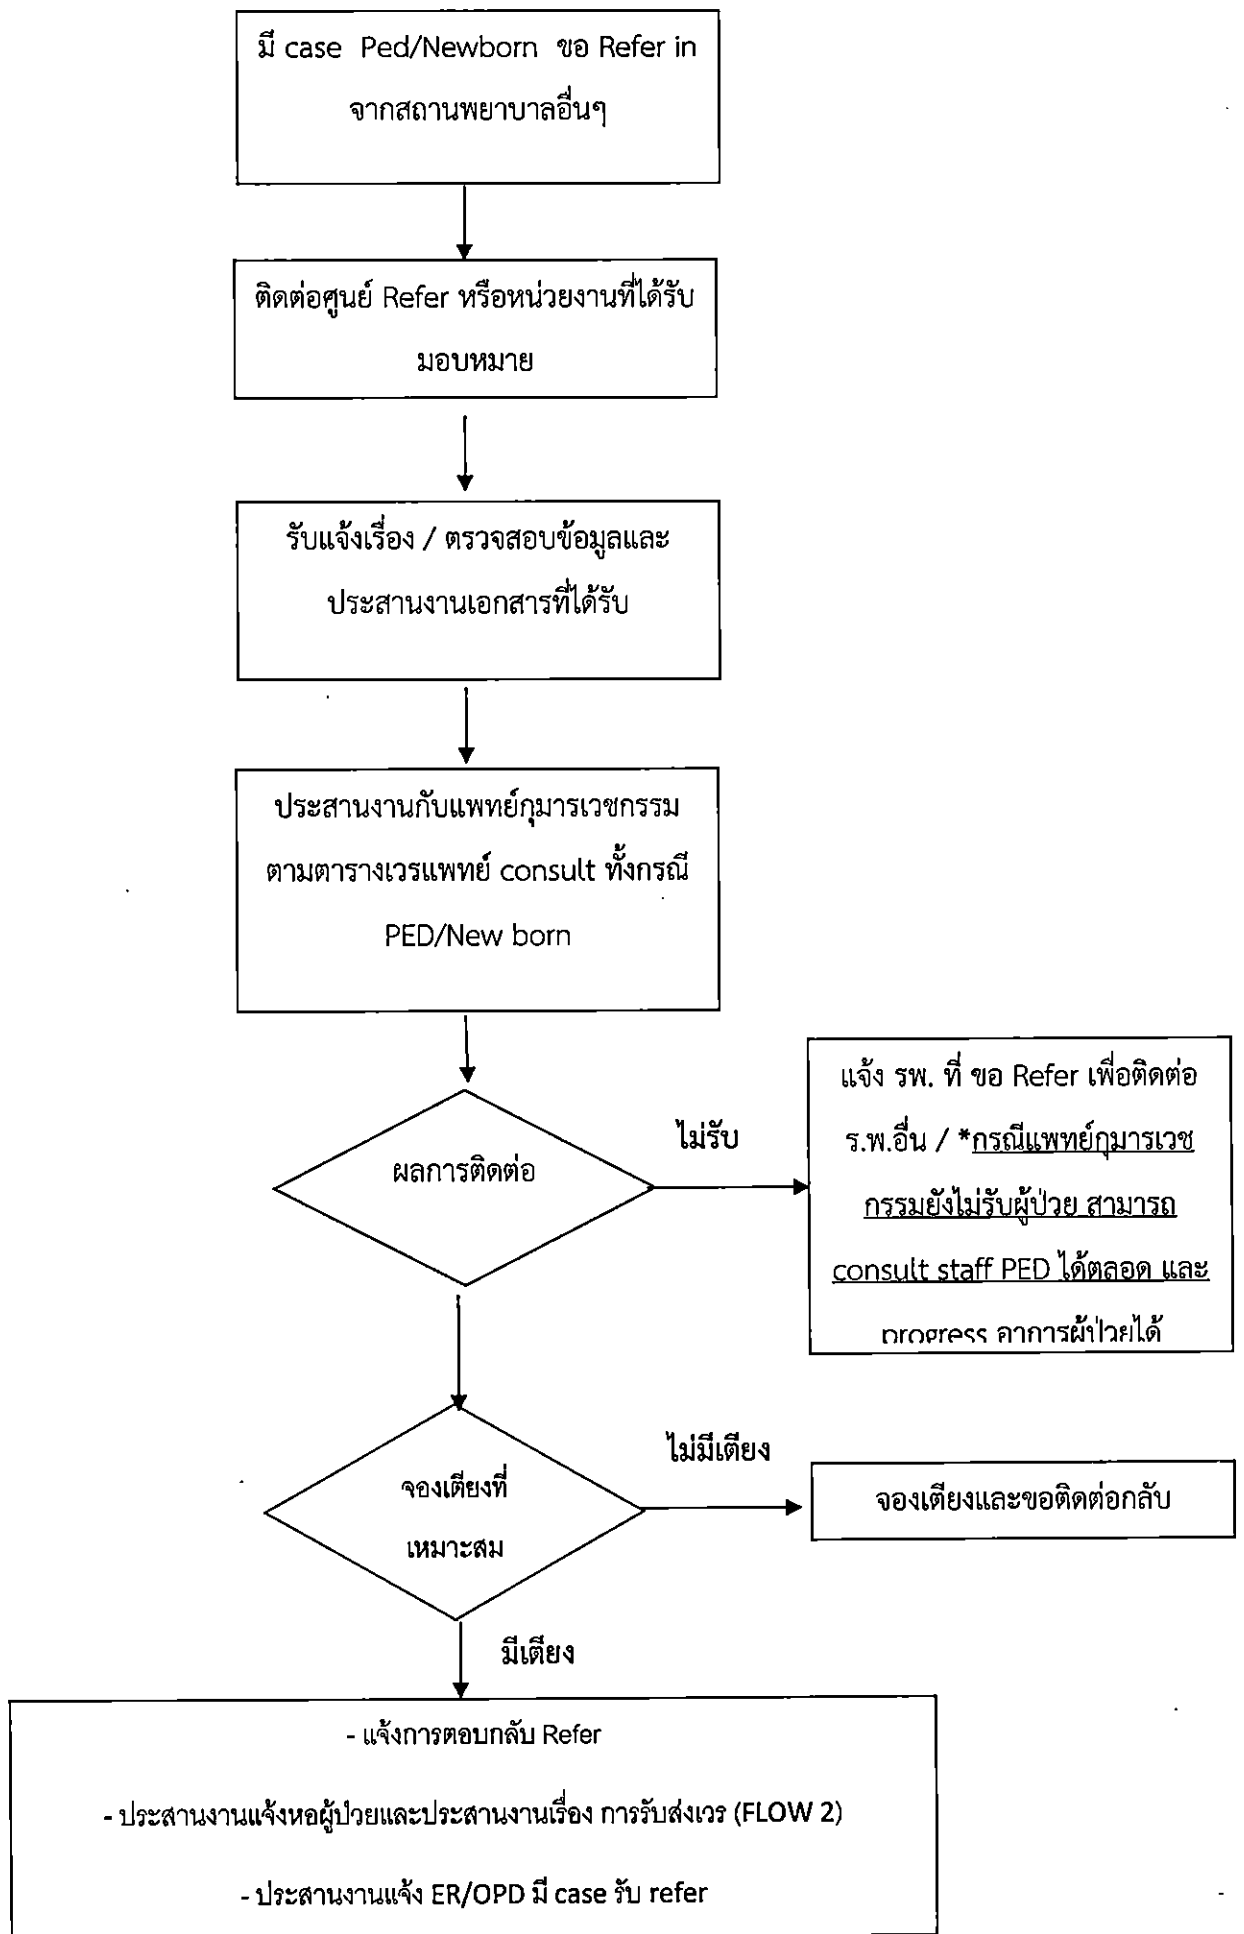 มี case Ped/Newborn ขอ Refer in
จากสถานพยาบาลอื่นๆ
ติดต่อศูนย์ Refer หรือหน่วยงานที่ได้รับ
มอบหมาย
รับแจ้งเรื่อง / ตรวจสอบข้อมูลและ
ประสานงานเอกสารที่ได้รับ
ประสานงานกับแพทย์กุมารเวชกรรม
ตามตารางเวรแพทย์ consult ทั้งกรณี
PED/New born
ผลการติดต่อ
ไม่รับ
แจ้ง รพ. ที่ ขอ Refer เพื่อติดต่อ
ร.พ.อื่น / *กรณีแพทย์กุมารเวช
กรรมยังไม่รับผู้ป่วย สามารถ
consult staff PED ได้ตลอด และ
progress อาการผู้ป่วยได้
จองเตียงที่
เหมาะสม
ไม่มีเตียง
จองเตียงและขอติดต่อกลับ
มีเตียง
- แจ้งการตอบกลับ Refer
- ประสานงานแจ้งหอผู้ป่วยและประสานงานเรื่อง การรับส่งเวร (FLOW 2)
- ประสานงานแจ้ง ER/OPD มี case รับ refer